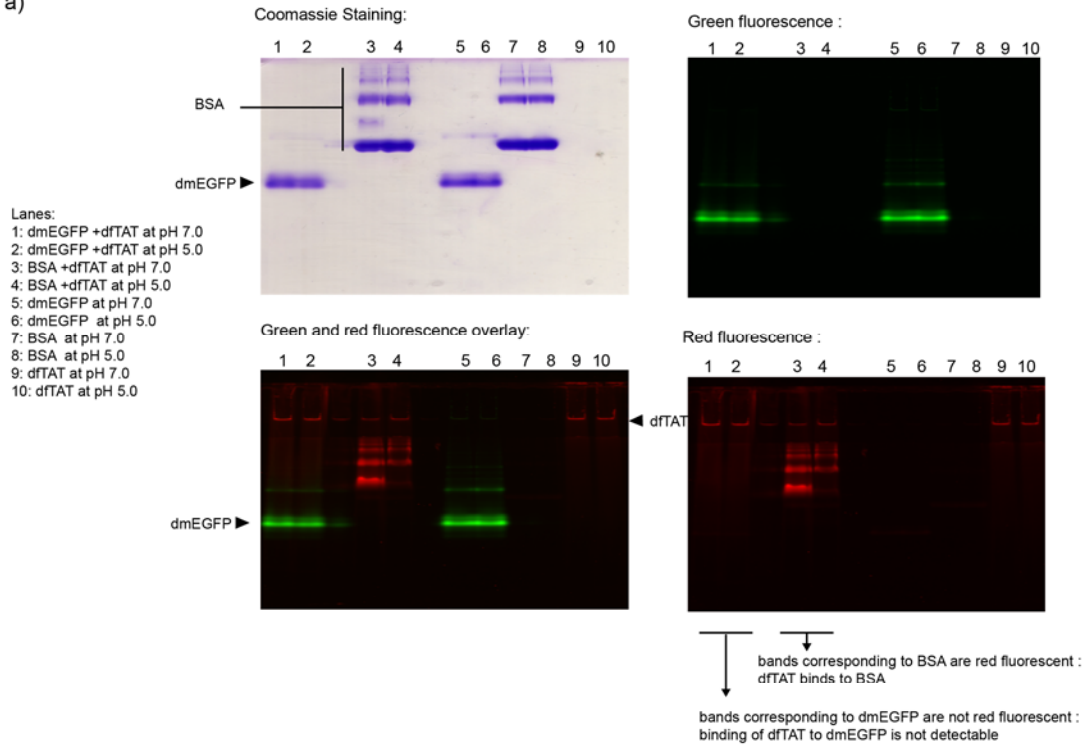 a)
Coomassie Staining:
1 2 3 4 5 6 7 8 9 10
BSA
dmEGFP
Green fluorescence :
1 2 3 4 5 6 7 8 9 10
Lanes:
1: dmEGFP +dfTAT at pH 7.0
2: dmEGFP +dfTAT at pH 5.0
3: BSA +dfTAT at pH 7.0
4: BSA +dfTAT at pH 5.0
5: dmEGFP at pH 7.0
6: dmEGFP at pH 5.0
7: BSA at pH 7.0
8: BSA at pH 5.0
9: dfTAT at pH 7.0
10: dfTAT at pH 5.0
Green and red fluorescence overlay:
1 2 3 4 5 6 7 8 9 10
dfTAT
dmEGFP
Red fluorescence :
1 2 3 4 5 6 7 8 9 10
bands corresponding to BSA are red fluorescent :
dfTAT binds to BSA
bands corresponding to dmEGFP are not red fluorescent :
binding of dfTAT to dmEGFP is not detectable